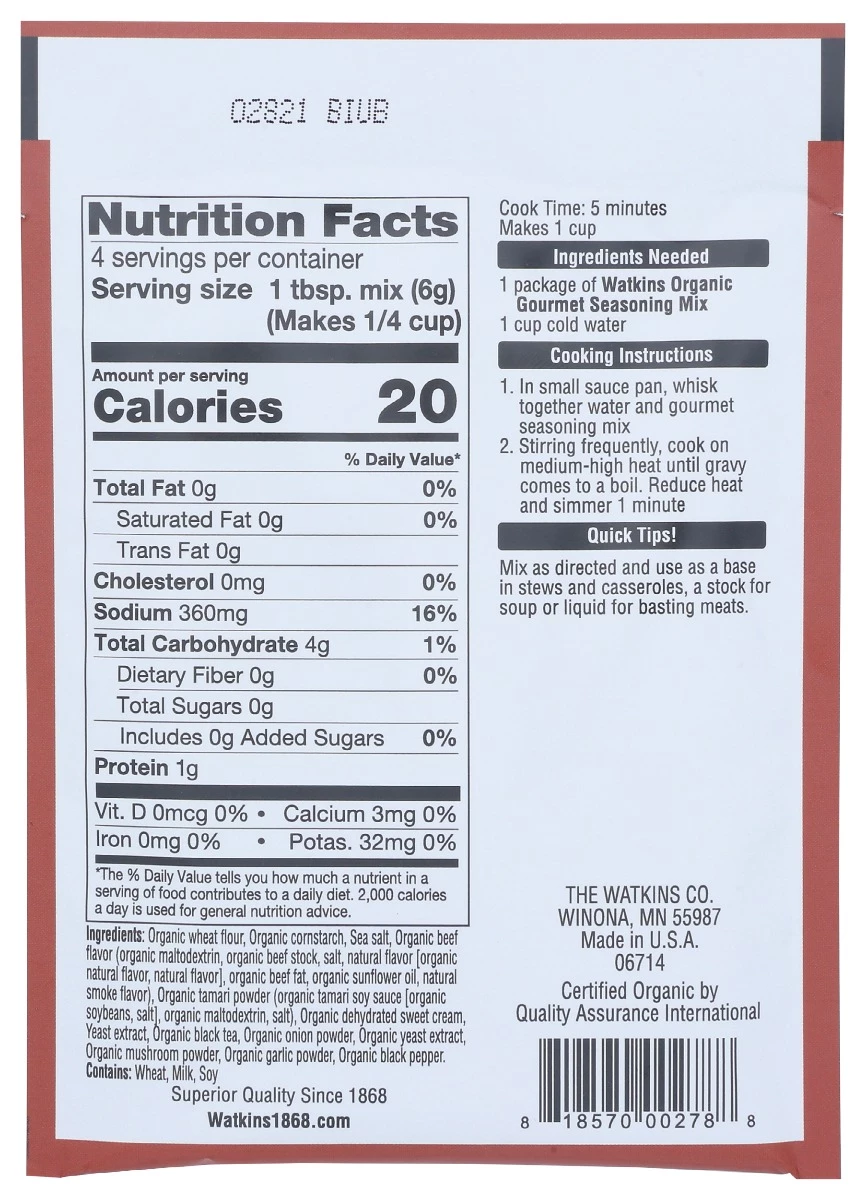 02821 BIUB
Nutrition Facts
4 servings per container
Serving size 1 tbsp. mix (6g)
(Makes 1/4 cup)
Amount per serving
Calories 20
% Daily Value*
Total Fat 0g 0%
Saturated Fat 0g 0%
Trans Fat 0g
Cholesterol 0mg 0%
Sodium 360mg 16%
Total Carbohydrate 4g 1%
Dietary Fiber 0g 0%
Total Sugars 0g
Includes 0g Added Sugars 0%
Protein 1g
Vit. D 0mcg 0% • Calcium 3mg 0%
Iron 0mg 0% • Potas. 32mg 0%
*The % Daily Value tells you how much a nutrient in a
serving of food contributes to a daily diet. 2,000 calories
a day is used for general nutrition advice.
Ingredients: Organic wheat flour, Organic cornstarch, Sea salt, Organic beef
flavor (organic maltodextrin, organic beef stock, salt, natural flavor [organic
natural flavor, natural flavor], organic beef fat, organic sunflower oil, natural
smoke flavor), Organic tamari powder (organic tamari soy sauce [organic
soybeans, salt], organic maltodextrin, salt), Organic dehydrated sweet cream,
Yeast extract, Organic black tea, Organic onion powder, Organic yeast extract,
Organic mushroom powder, Organic garlic powder, Organic black pepper.
Contains: Wheat, Milk, Soy
Superior Quality Since 1868
Watkins1868.com
Cook Time: 5 minutes
Makes 1 cup
Ingredients Needed
1 package of Watkins Organic
Gourmet Seasoning Mix
1 cup cold water
Cooking Instructions
1. In small sauce pan, whisk
together water and gourmet
seasoning mix
2. Stirring frequently, cook on
medium-high heat until gravy
comes to a boil. Reduce heat
and simmer 1 minute
Quick Tips!
Mix as directed and use as a base
in stews and casseroles, a stock for
soup or liquid for basting meats.
THE WATKINS CO.
WINONA, MN 55987
Made in U.S.A.
06714
Certified Organic by
Quality Assurance International
8 18570 00278 8